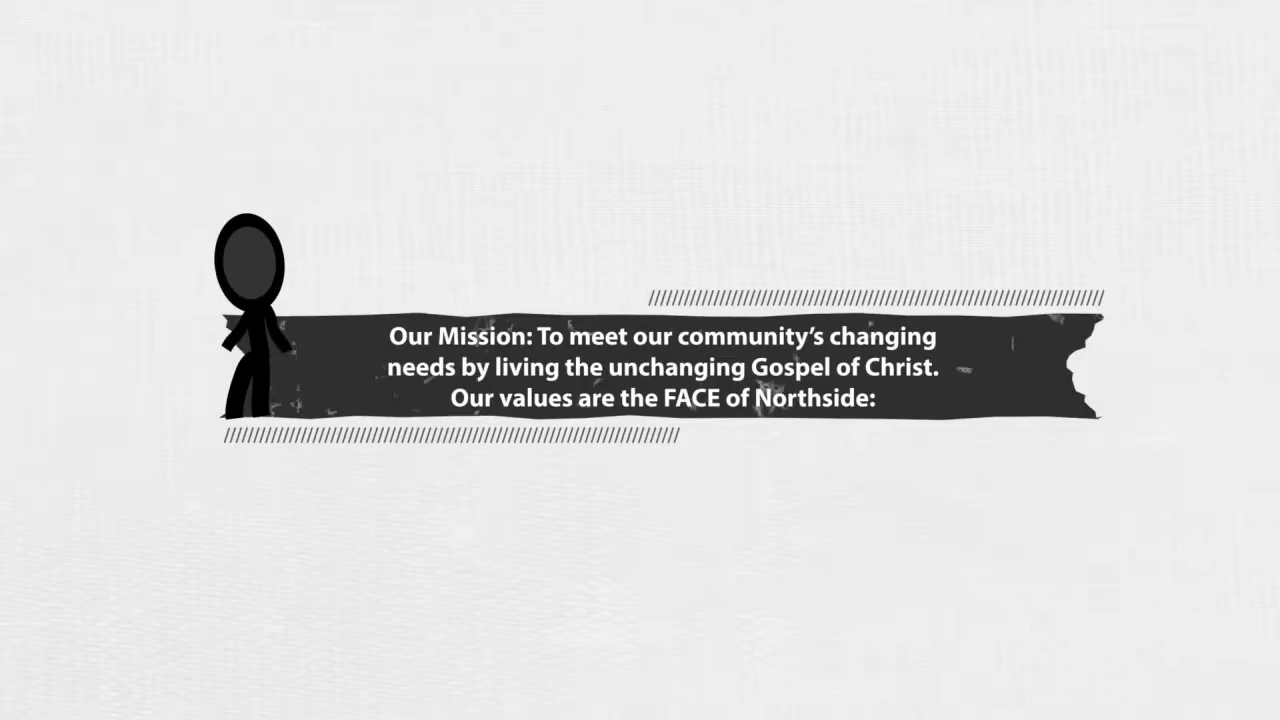 Our Mission: To meet our community’s changing
needs by living the unchanging Gospel of Christ.
Our values are the FACE of Northside: